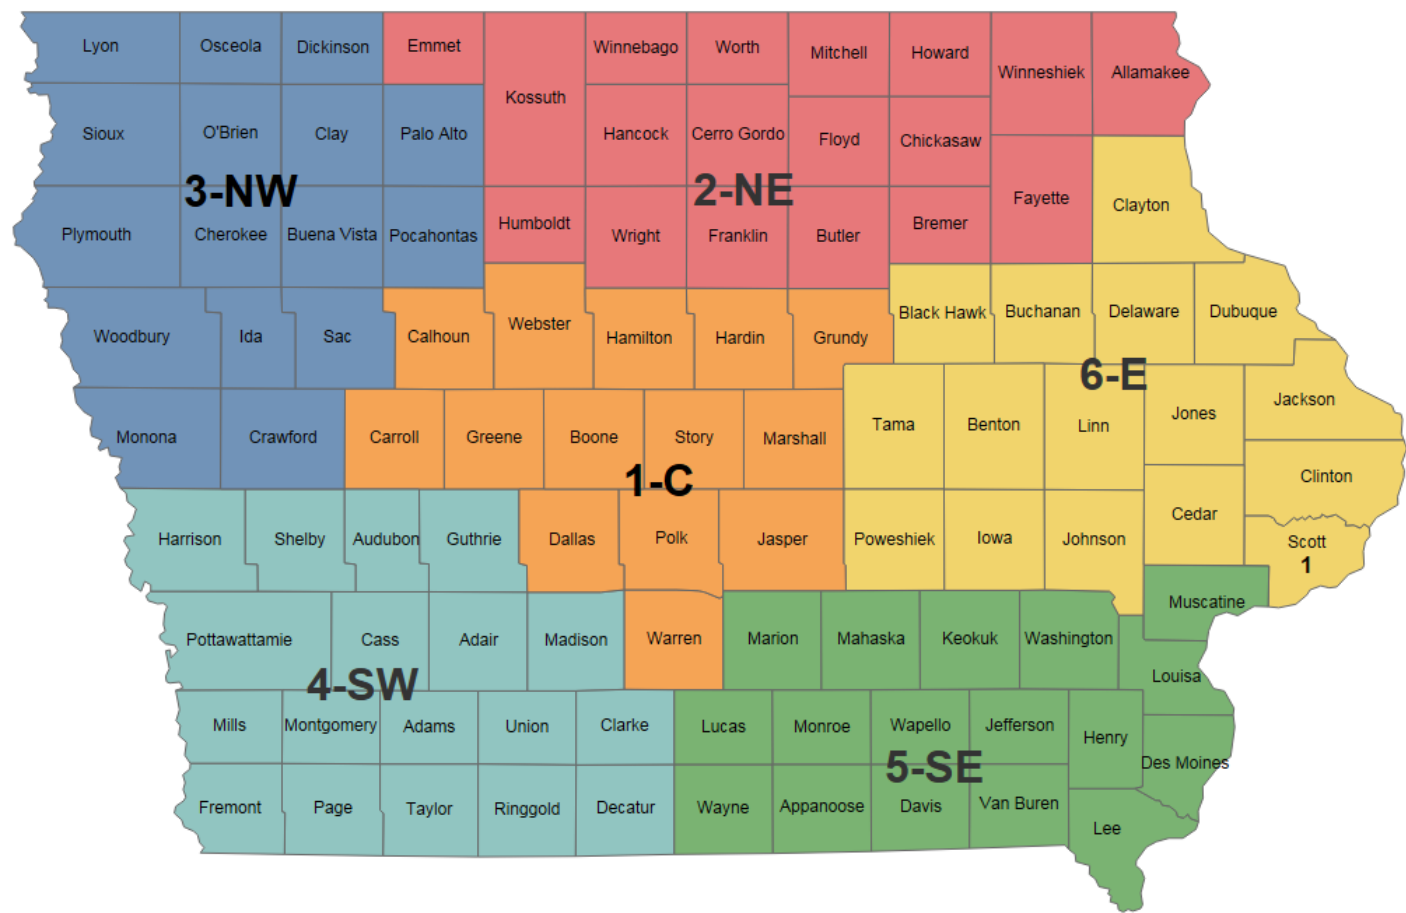 Lyon
Osceola
Dickinson
Emmet
Kossuth
Winnebago
Worth
Mitchell
Howard
Winneshiek
Allamakee
Sioux
O'Brien
Clay
Palo Alto
Hancock
Cerro Gordo
Floyd
Chickasaw
3-NW
2-NE
Fayette
Clayton
Plymouth
Cherokee
Buena Vista
Pocahontas
Humboldt
Wright
Franklin
Butler
Bremer
Woodbury
Ida
Sac
Calhoun
Webster
Hamilton
Hardin
Grundy
Black Hawk
Buchanan
Delaware
Dubuque
6-E
Monona
Crawford
Carroll
Greene
Boone
Story
Marshall
Tama
Benton
Linn
Jones
Jackson
1-C
Clinton
Harrison
Shelby
Audubon
Guthrie
Dallas
Polk
Jasper
Poweshiek
Iowa
Johnson
Cedar
Scott
1
Muscatine
Pottawattamie
Cass
Adair
Madison
Warren
Marion
Mahaska
Keokuk
Washington
Louisa
4-SW
Mills
Montgomery
Adams
Union
Clarke
Lucas
Monroe
Wapello
Jefferson
Henry
Des Moines
5-SE
Fremont
Page
Taylor
Ringgold
Decatur
Wayne
Appanoose
Davis
Van Buren
Lee